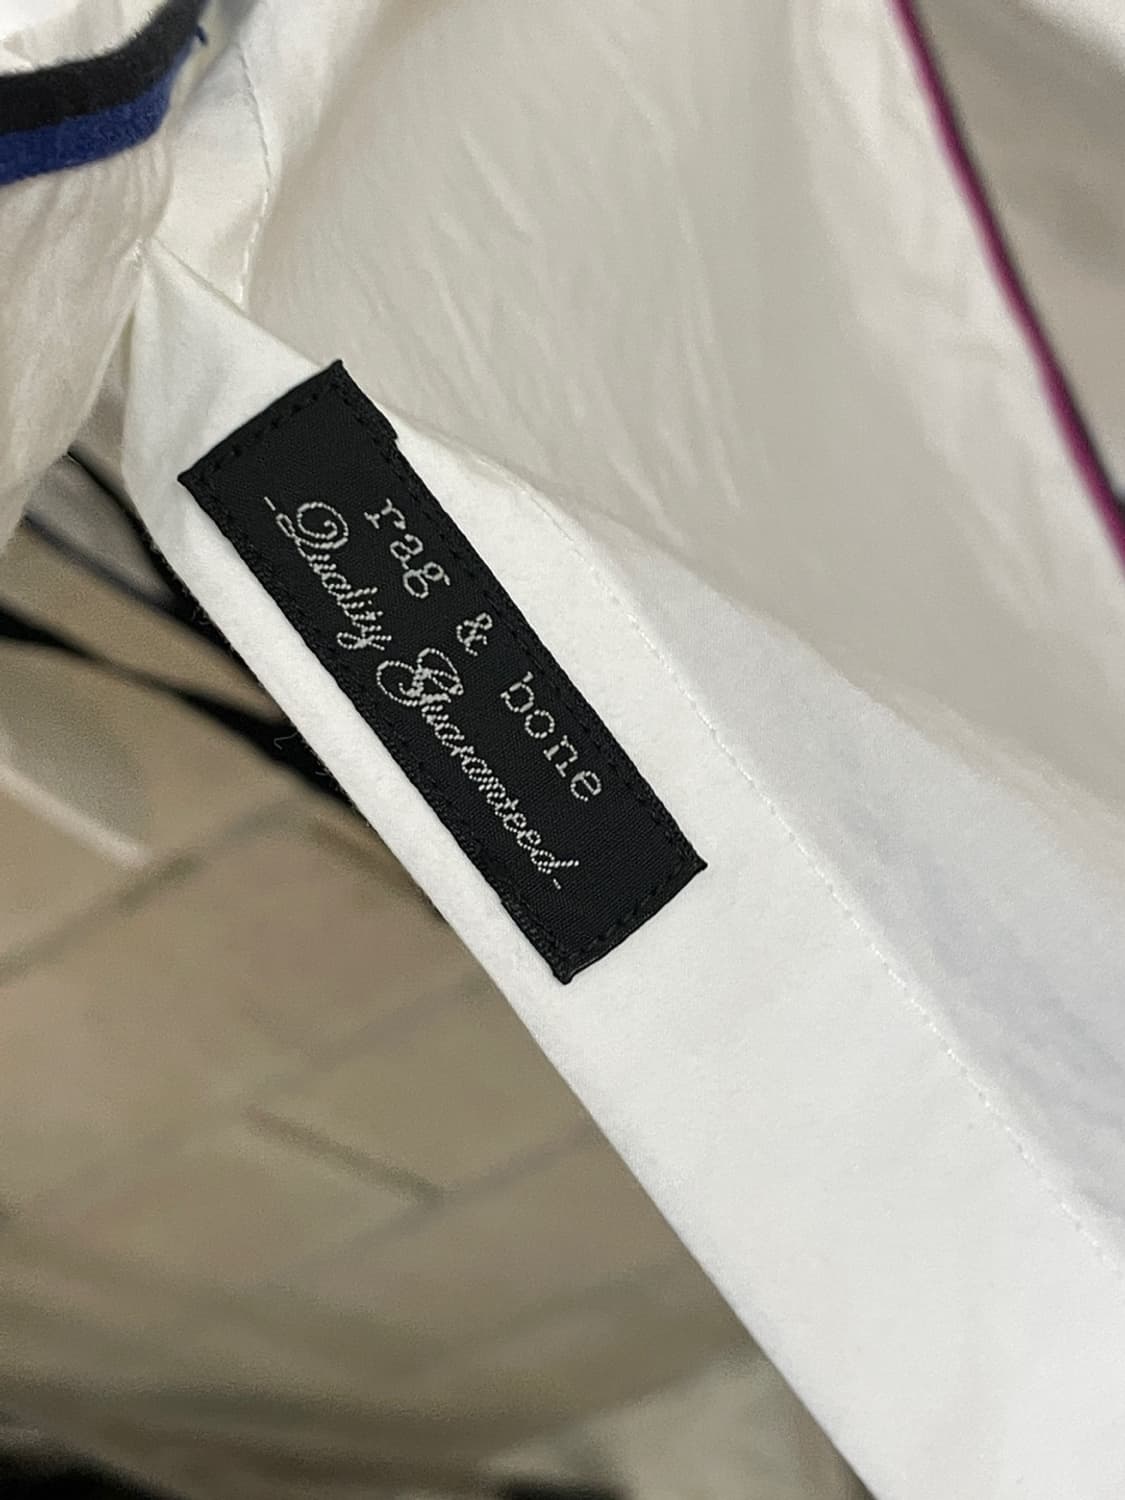 rag & bone
-Quality Guaranteed-